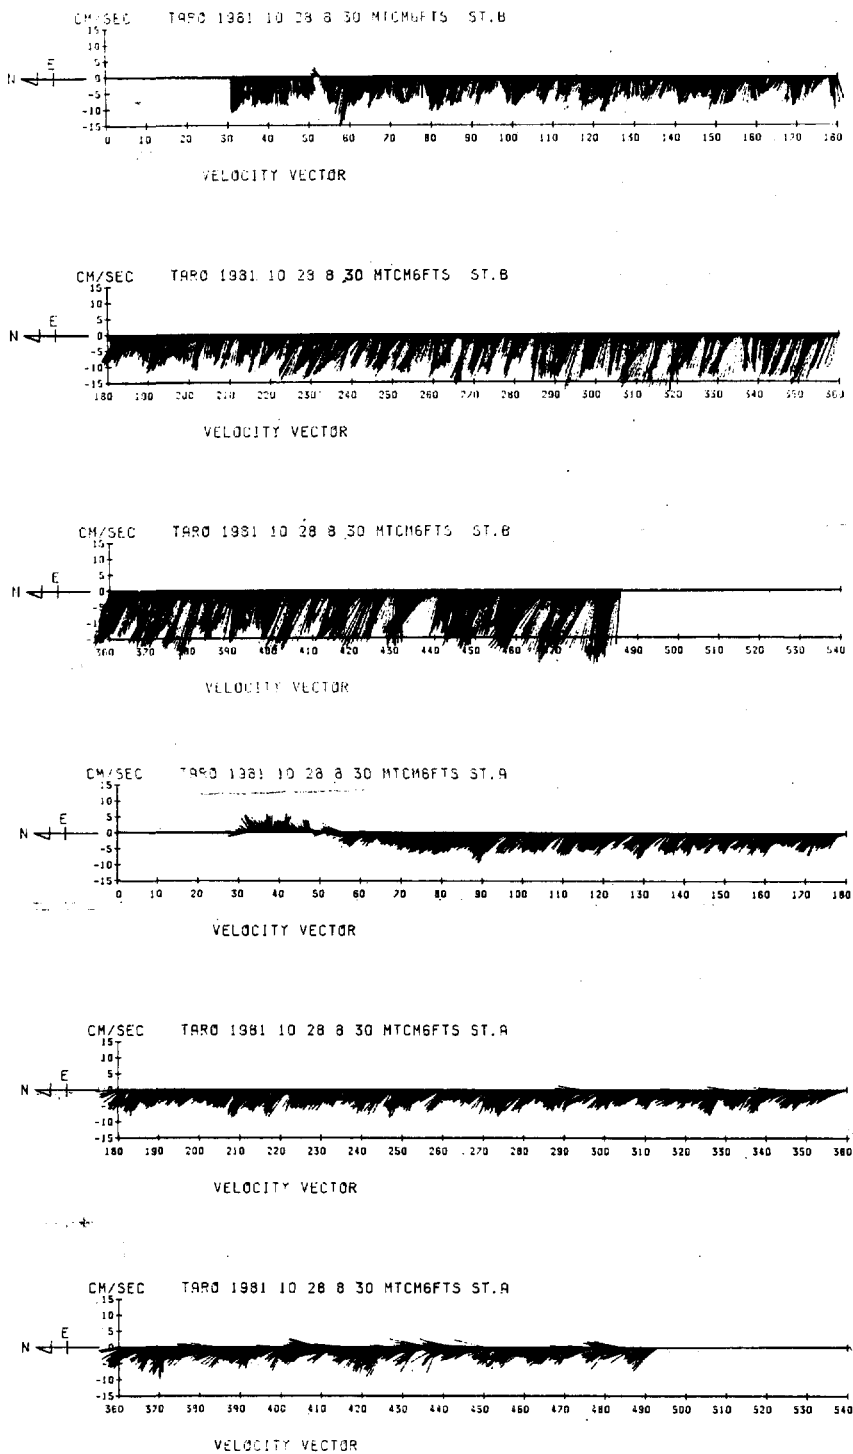 CM/SEC TARO 1981 10 28 8 30 MTCM6FTS ST.B
15
10
5
0
-5
-10
-15
N E
0 10 20 30 40 50 60 70 80 90 100 110 120 130 140 150 160 170 180
VELOCITY VECTOR
CM/SEC TARO 1981 10 28 8 30 MTCM6FTS ST.B
15
10
5
0
-5
-10
-15
N E
180 190 200 210 220 230 240 250 260 270 280 290 300 310 320 330 340 350 360
VELOCITY VECTOR
CM/SEC TARO 1981 10 28 8 30 MTCM6FTS ST.B
15
10
5
0
-5
-15
N E
360 370 380 390 400 410 420 430 440 460 490 500 510 520 530 540
VELOCITY VECTOR
CM/SEC TARO 1981 10 28 8 30 MTCM6FTS ST.A
15
10
5
0
-5
-10
-15
N E
0 10 20 30 40 50 60 70 80 90 100 110 120 130 140 150 160 170 180
VELOCITY VECTOR
CM/SEC TARO 1981 10 28 8 30 MTCM6FTS ST.A
15
10
5
0
-5
-10
-15
N E
180 190 200 210 220 230 240 250 260 270 280 290 300 310 320 330 340 350 360
VELOCITY VECTOR
CM/SEC TARO 1981 10 28 8 30 MTCM6FTS ST.A
15
10
5
0
-5
-10
-15
N E
360 370 380 390 400 410 420 430 440 450 460 470 480 490 500 510 520 530 540
VELOCITY VECTOR